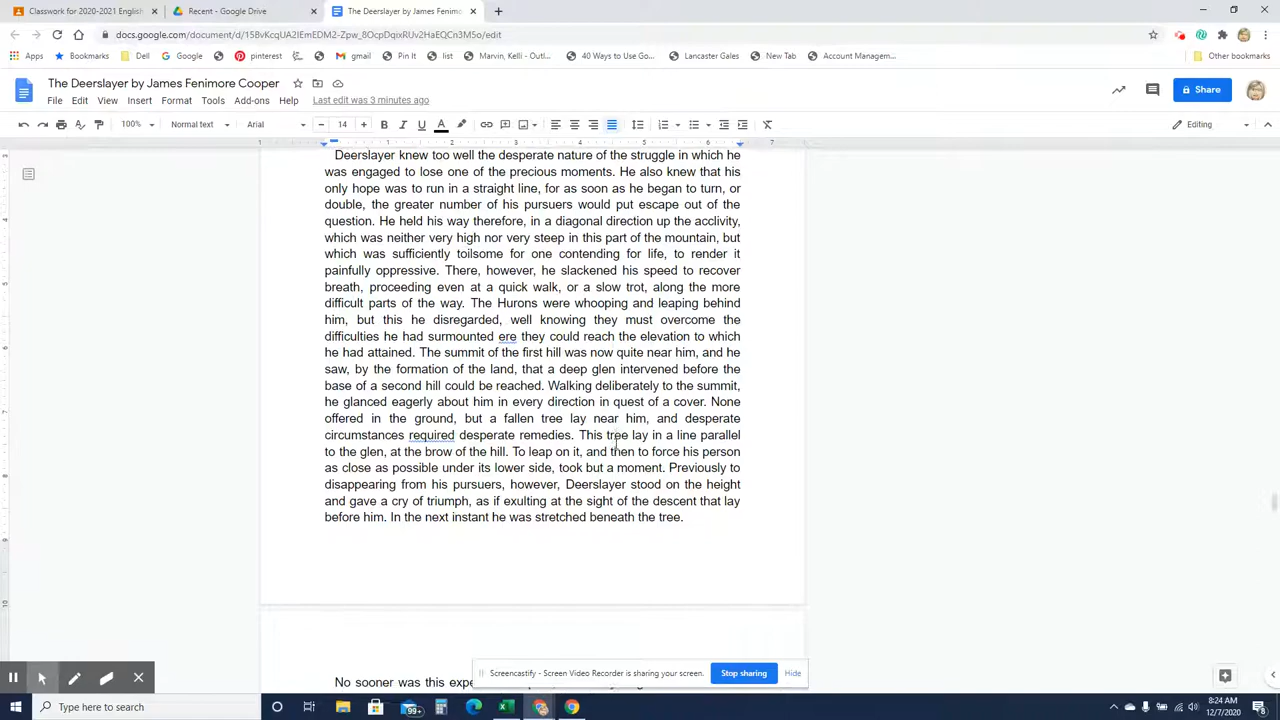 Classwork for 2020-2021 English
Recent - Google Drive
The Deerslayer by James Fenimore
docs.google.com/document/d/15BvKcqUA2IEmEDM2-Zpw_8OcpDqixRUv2HaEQCn3M5o/edit
Apps Bookmarks Dell Google pinterest gmail Pin It list Marvin, Kelli - Outl... 40 Ways to Use Go... Lancaster Gales New Tab Account Managem... Other bookmarks
The Deerslayer by James Fenimore Cooper
Share
File Edit View Insert Format Tools Add-ons Help Last edit was 3 minutes ago
100% Normal text Arial 14 B I U A Editing
1 1 2 3 4 5 6 7
Deerslayer knew too well the desperate nature of the struggle in which he
was engaged to lose one of the precious moments. He also knew that his
only hope was to run in a straight line, for as soon as he began to turn, or
double, the greater number of his pursuers would put escape out of the
question. He held his way therefore, in a diagonal direction up the acclivity,
which was neither very high nor very steep in this part of the mountain, but
which was sufficiently toilsome for one contending for life, to render it
painfully oppressive. There, however, he slackened his speed to recover
breath, proceeding even at a quick walk, or a slow trot, along the more
difficult parts of the way. The Hurons were whooping and leaping behind
him, but this he disregarded, well knowing they must overcome the
difficulties he had surmounted ere they could reach the elevation to which
he had attained. The summit of the first hill was now quite near him, and he
saw, by the formation of the land, that a deep glen intervened before the
base of a second hill could be reached. Walking deliberately to the summit,
he glanced eagerly about him in every direction in quest of a cover. None
offered in the ground, but a fallen tree lay near him, and desperate
circumstances required desperate remedies. This tree lay in a line parallel
to the glen, at the brow of the hill. To leap on it, and then to force his person
as close as possible under its lower side, took but a moment. Previously to
disappearing from his pursuers, however, Deerslayer stood on the height
and gave a cry of triumph, as if exulting at the sight of the descent that lay
before him. In the next instant he was stretched beneath the tree.
No sooner was this
Screencastify - Screen Video Recorder is sharing your screen. Stop sharing Hide
Type here to search
99+
8:24 AM
12/7/2020